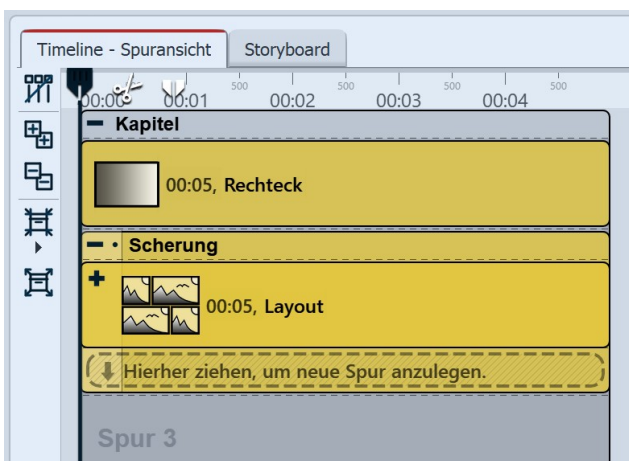 Timeline - Spuransicht Storyboard
500 500 500 500
00:00 00:01 00:02 00:03 00:04
Kapitel
00:05, Rechteck
Scherung
00:05, Layout
Hierher ziehen, um neue Spur anzulegen.
Spur 3